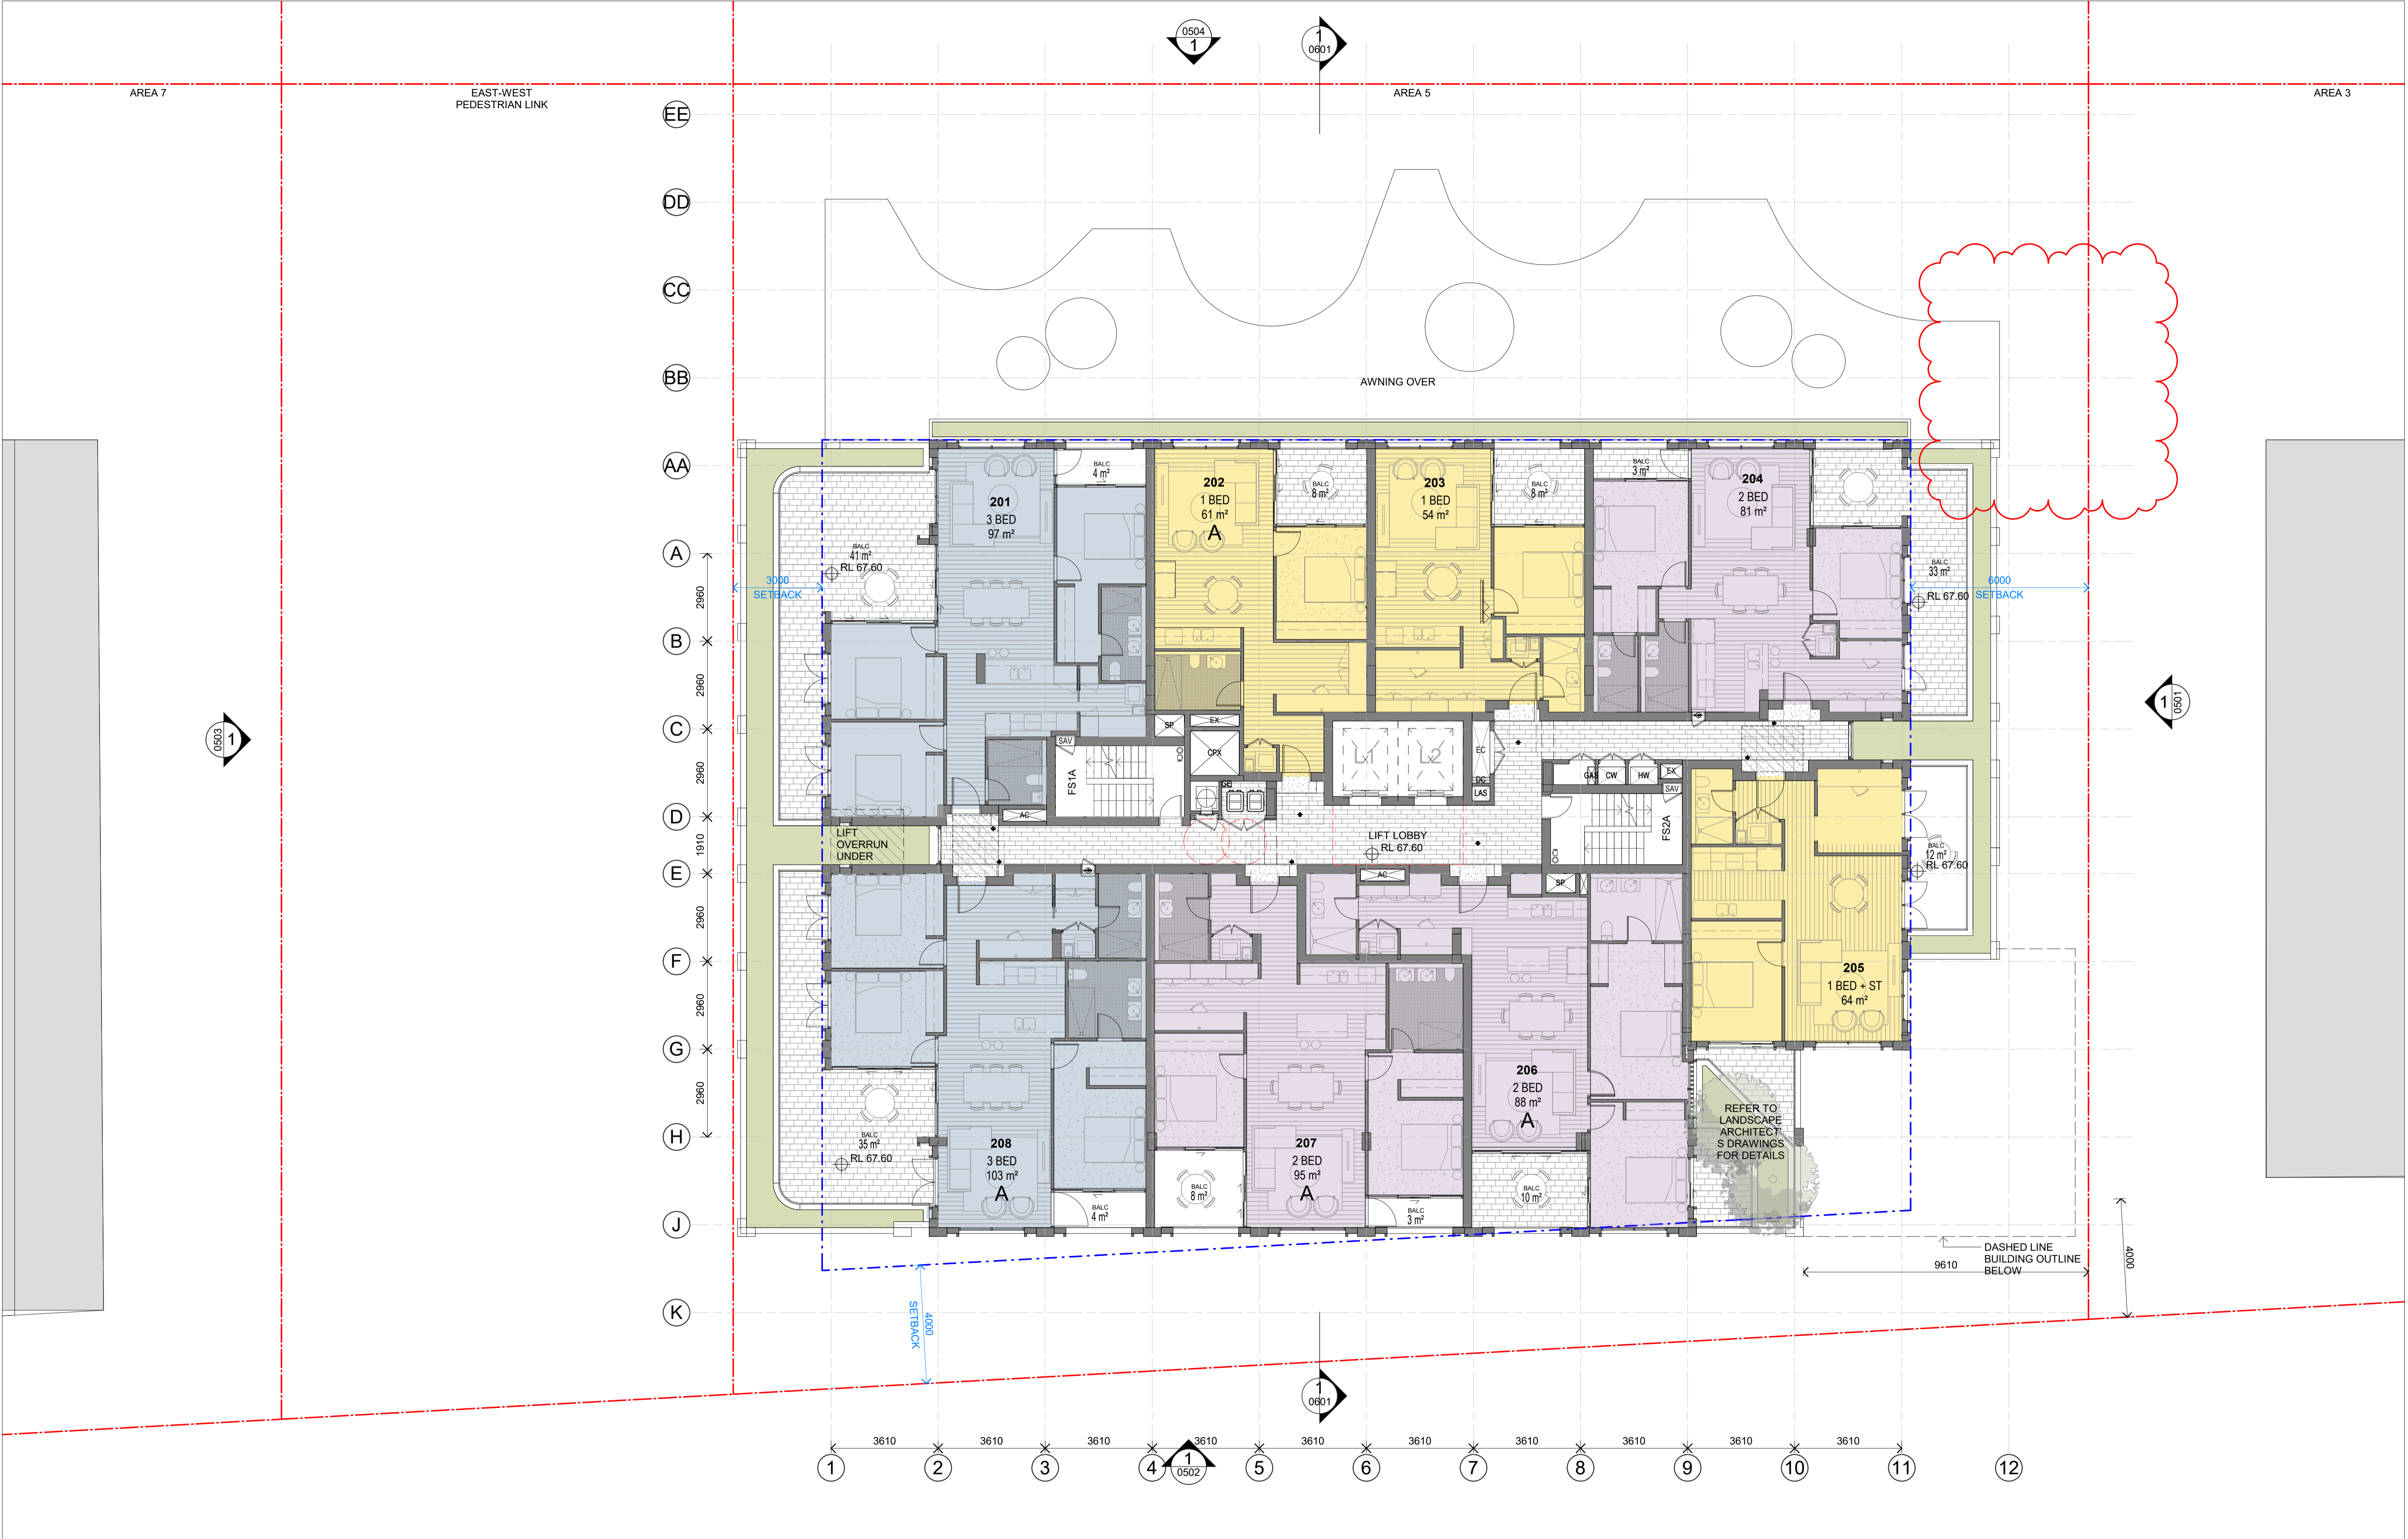 0504
1
1
0601
AREA 7
EAST-WEST
PEDESTRIAN LINK
AREA 5
AREA 3
EE
DD
CC
BB
AWNING OVER
AA
A
B
C
D
E
F
G
H
J
K
2960
2960
2960
1910
2960
2960
2960
3000
SETBACK
6000
SETBACK
201
3 BED
97 m²
BALC
4 m²
BALC
41 m²
RL 67.60
202
1 BED
61 m²
A
BALC
8 m²
203
1 BED
54 m²
BALC
8 m²
BALC
3 m²
204
2 BED
81 m²
BALC
33 m²
RL 67.60
0503
1
1
0501
SP
EX
CPX
SAV
FS1A
AC
GE
L1
L2
EC
DC
LAS
GAS
CW
HW
EX
SAV
FS2A
LIFT
OVERRUN
UNDER
LIFT LOBBY
RL 67.60
AC
SP
BALC
12 m²
RL 67.60
205
1 BED + ST
64 m²
206
2 BED
88 m²
A
BALC
10 m²
207
2 BED
95 m²
A
BALC
8 m²
BALC
3 m²
208
3 BED
103 m²
A
BALC
4 m²
BALC
35 m²
RL 67.60
REFER TO
LANDSCAPE
ARCHITECT'
S DRAWINGS
FOR DETAILS
DASHED LINE
BUILDING OUTLINE
BELOW
9610
4000
4000
SETBACK
1
0601
3610
3610
3610
3610
3610
3610
3610
3610
3610
3610
1
2
3
4
1
0502
5
6
7
8
9
10
11
12